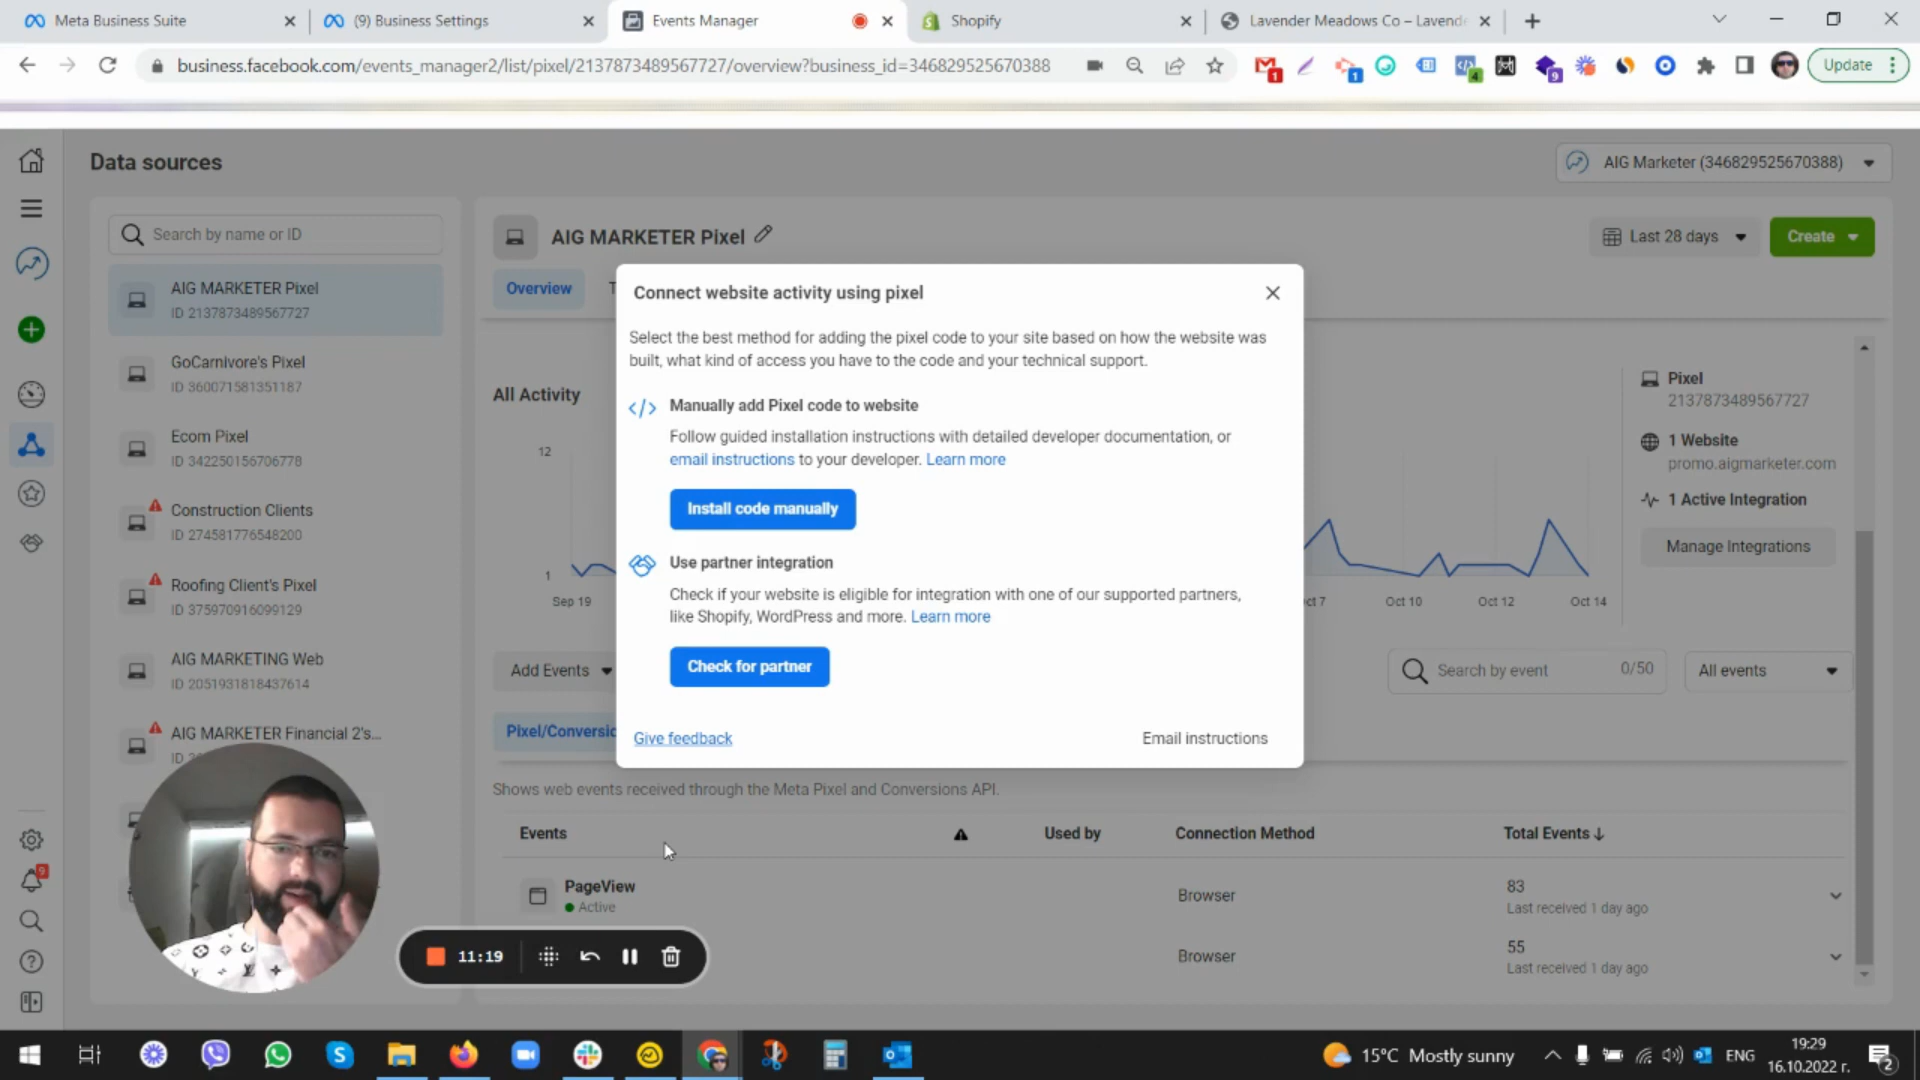 Meta Business Suite
(9) Business Settings
Events Manager
Shopify
Lavender Meadows Co – Lavend
business.facebook.com/events_manager2/list/pixel/2137873489567727/overview?business_id=346829525670388
1
1
4
9
Update
Data sources
AIG Marketer (346829525670388)
Search by name or ID
AIG MARKETER Pixel
ID 2137873489567727
GoCarnivore's Pixel
ID 360071581351187
Ecom Pixel
ID 342250156706778
Construction Clients
ID 274581776548200
Roofing Client's Pixel
ID 375970916099129
AIG MARKETING Web
ID 2051931818437614
AIG MARKETER Financial 2's...
AIG MARKETER Pixel
Last 28 days
Create
Overview
All Activity
12
1
Sep 19
ct 7
Oct 10
Oct 12
Oct 14
Pixel
2137873489567727
1 Website
promo.aigmarketer.com
1 Active Integration
Manage Integrations
Connect website activity using pixel
Select the best method for adding the pixel code to your site based on how the website was
built, what kind of access you have to the code and your technical support.
Manually add Pixel code to website
Follow guided installation instructions with detailed developer documentation, or
email instructions to your developer. Learn more
Install code manually
Use partner integration
Check if your website is eligible for integration with one of our supported partners,
like Shopify, WordPress and more. Learn more
Check for partner
Give feedback
Email instructions
Add Events
Search by event
0/50
All events
Pixel/Conversio
Shows web events received through the Meta Pixel and Conversions API.
Events
Used by
Connection Method
Total Events
PageView
Active
Browser
83
Last received 1 day ago
Browser
55
Last received 1 day ago
9
11:19
15°C Mostly sunny
ENG
19:29
16.10.2022 г.
2